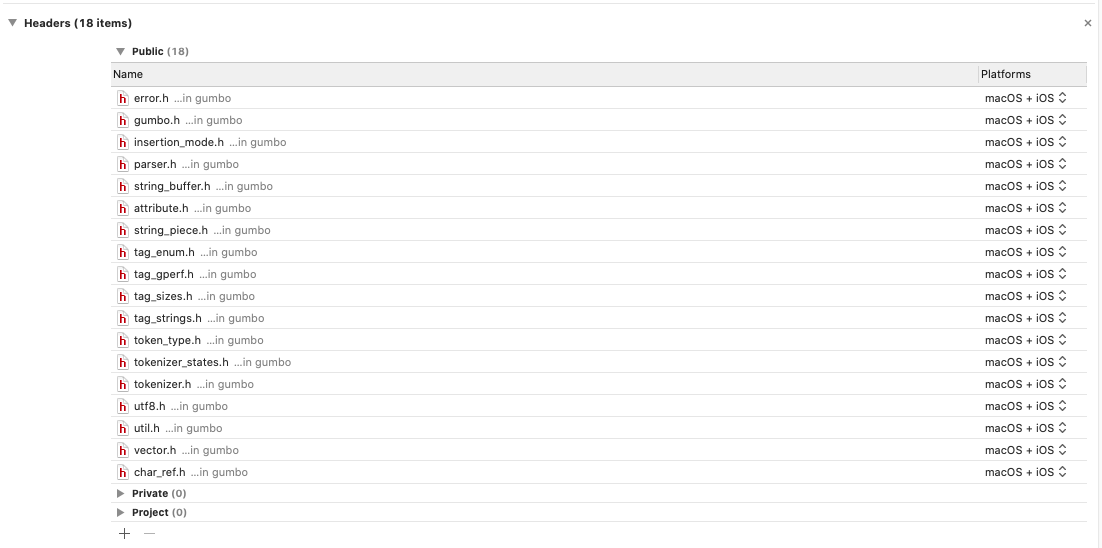 Headers (18 items)
Public (18)
Name Platforms
error.h ...in gumbo macOS + iOS
gumbo.h ...in gumbo macOS + iOS
insertion_mode.h ...in gumbo macOS + iOS
parser.h ...in gumbo macOS + iOS
string_buffer.h ...in gumbo macOS + iOS
attribute.h ...in gumbo macOS + iOS
string_piece.h ...in gumbo macOS + iOS
tag_enum.h ...in gumbo macOS + iOS
tag_gperf.h ...in gumbo macOS + iOS
tag_sizes.h ...in gumbo macOS + iOS
tag_strings.h ...in gumbo macOS + iOS
token_type.h ...in gumbo macOS + iOS
tokenizer_states.h ...in gumbo macOS + iOS
tokenizer.h ...in gumbo macOS + iOS
utf8.h ...in gumbo macOS + iOS
util.h ...in gumbo macOS + iOS
vector.h ...in gumbo macOS + iOS
char_ref.h ...in gumbo macOS + iOS
Private (0)
Project (0)